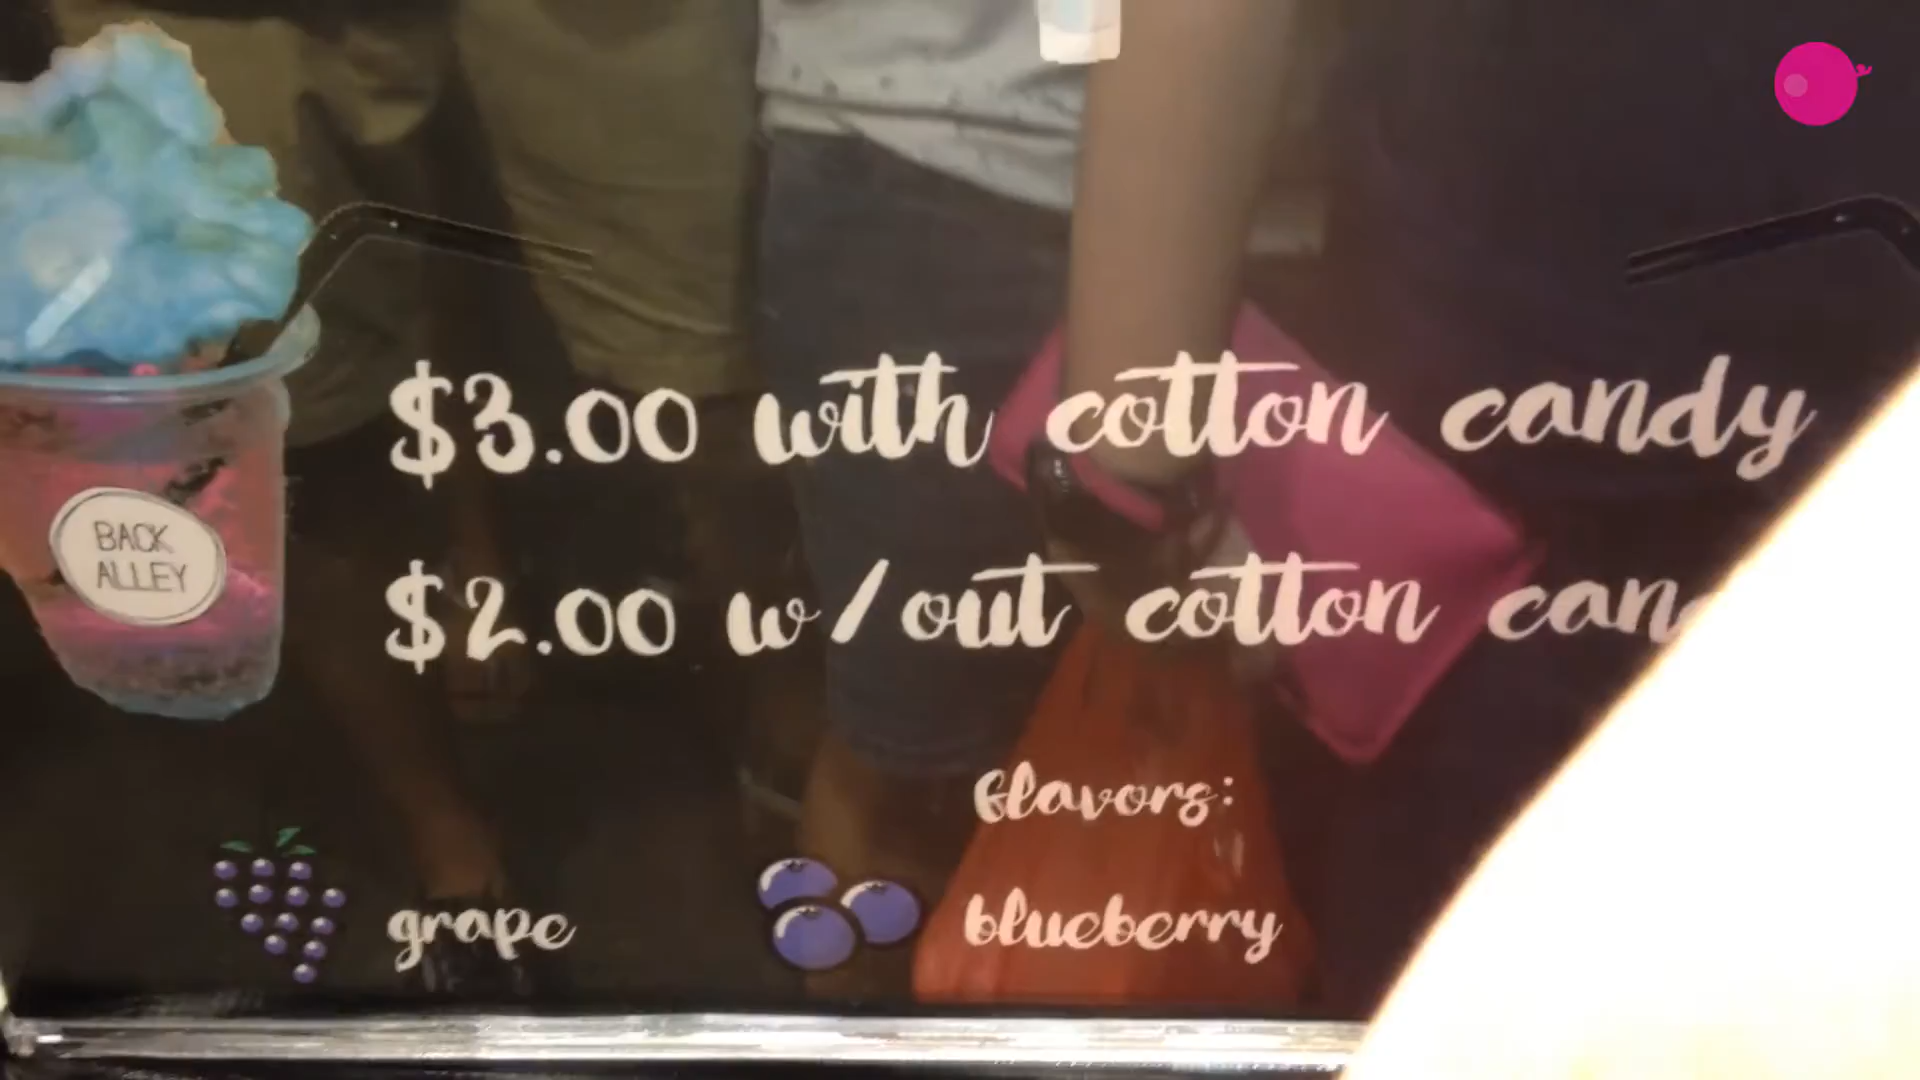 $3.00 with cotton candy
BACK
ALLEY
$2.00 w/out cotton
flavors:
grape
blueberry